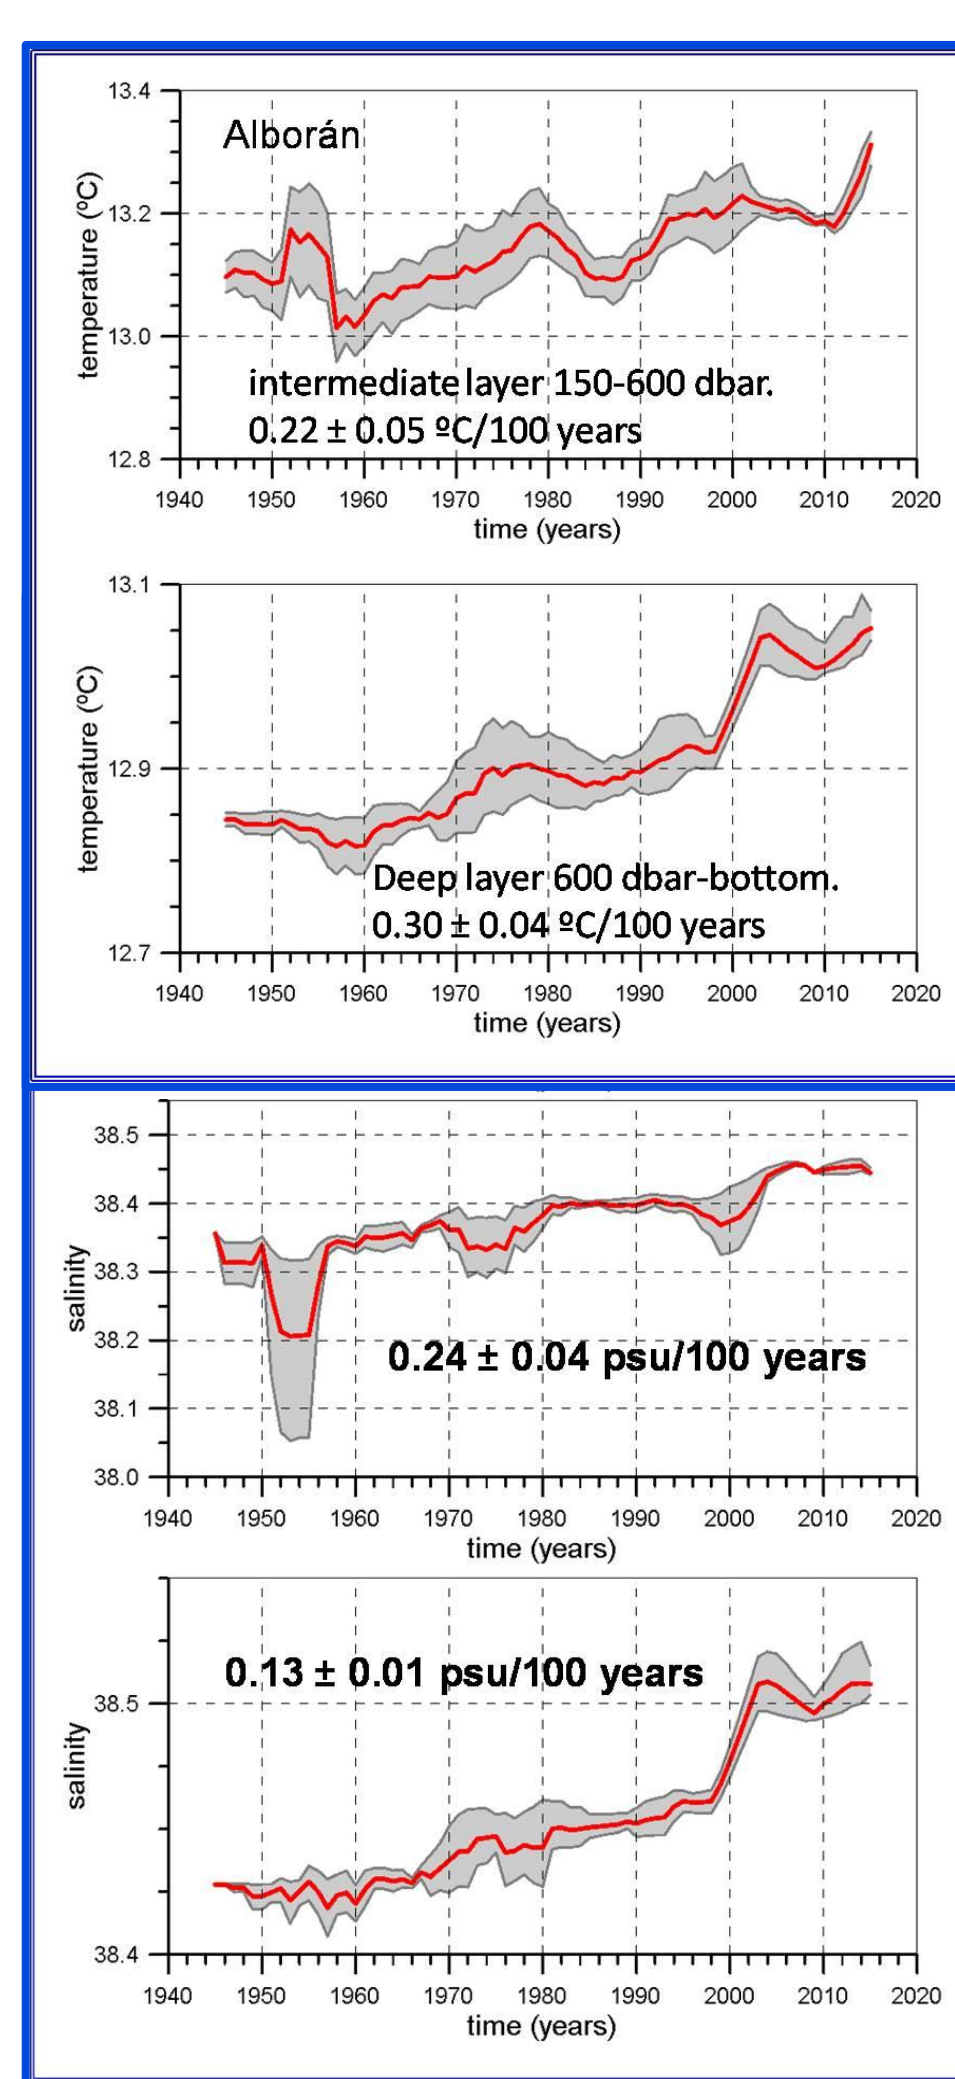 13.4
Alborán
13.2
13.0
12.8
temperature (ºC)
intermediate layer 150-600 dbar.
0.22 ± 0.05 ºC/100 years
1940 1950 1960 1970 1980 1990 2000 2010 2020
time (years)
13.1
12.9
12.7
temperature (ºC)
Deep layer 600 dbar-bottom.
0.30 ± 0.04 ºC/100 years
1940 1950 1960 1970 1980 1990 2000 2010 2020
time (years)
38.5
38.4
38.3
38.2
38.1
38.0
salinity
0.24 ± 0.04 psu/100 years
1940 1950 1960 1970 1980 1990 2000 2010 2020
time (years)
0.13 ± 0.01 psu/100 years
38.5
38.4
salinity
1940 1950 1960 1970 1980 1990 2000 2010 2020
time (years)